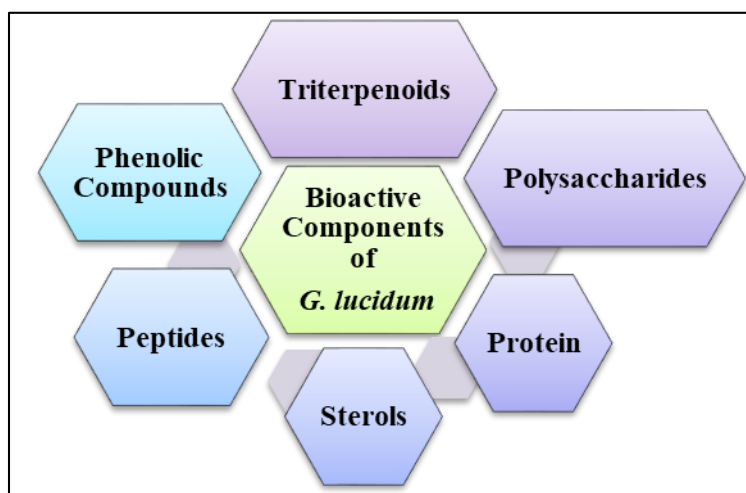 Triterpenoids
Phenolic
Compounds
Polysaccharides
Bioactive
Components
of
G. lucidum
Peptides
Protein
Sterols